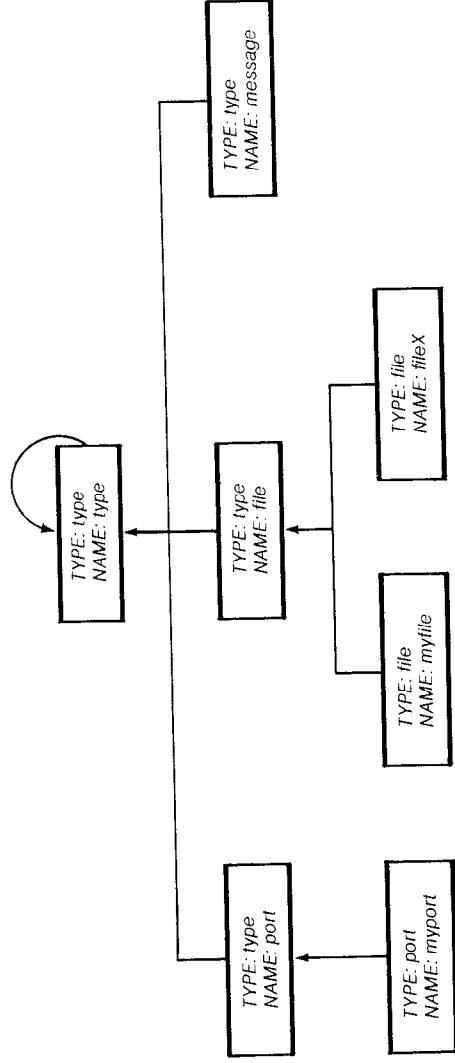 TYPE: type
NAME: type
TYPE: type
NAME: port
TYPE: type
NAME: file
TYPE: type
NAME: message
TYPE: port
NAME: myport
TYPE: file
NAME: myfile
TYPE: file
NAME: fileX